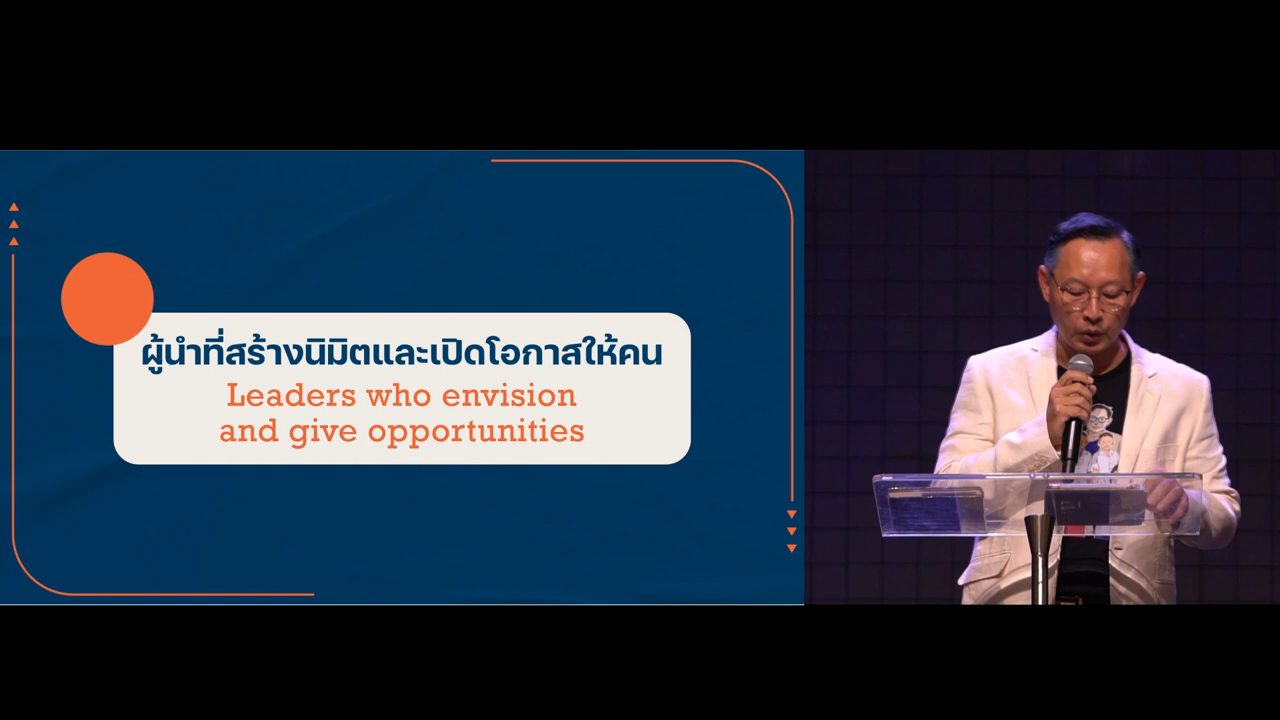 ผู้นำที่สร้างนิมิตและเปิดโอกาสให้คน
Leaders who envision
and give opportunities